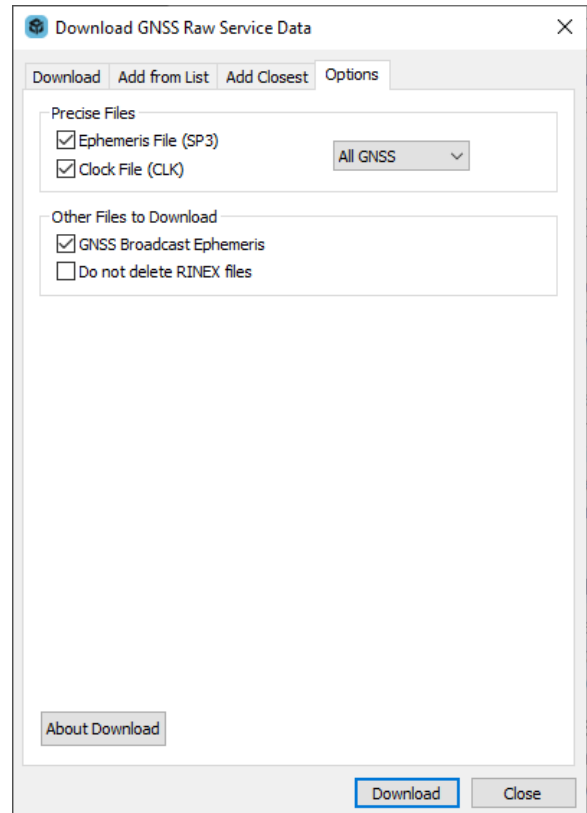 Download GNSS Raw Service Data
Download Add from List Add Closest Options
Precise Files
Ephemeris File (SP3)
All GNSS
Clock File (CLK)
Other Files to Download
GNSS Broadcast Ephemeris
Do not delete RINEX files
About Download
Download Close